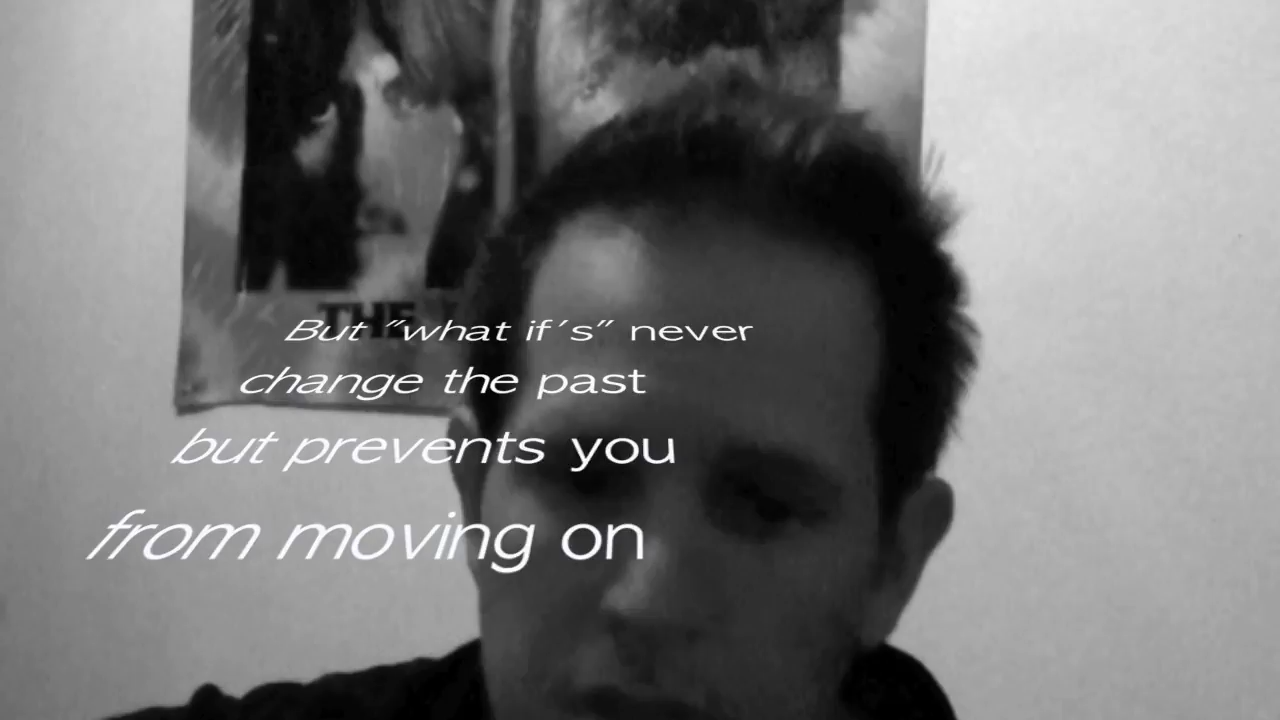 THE
But "what if's" never
change the past
but prevents you
from moving on